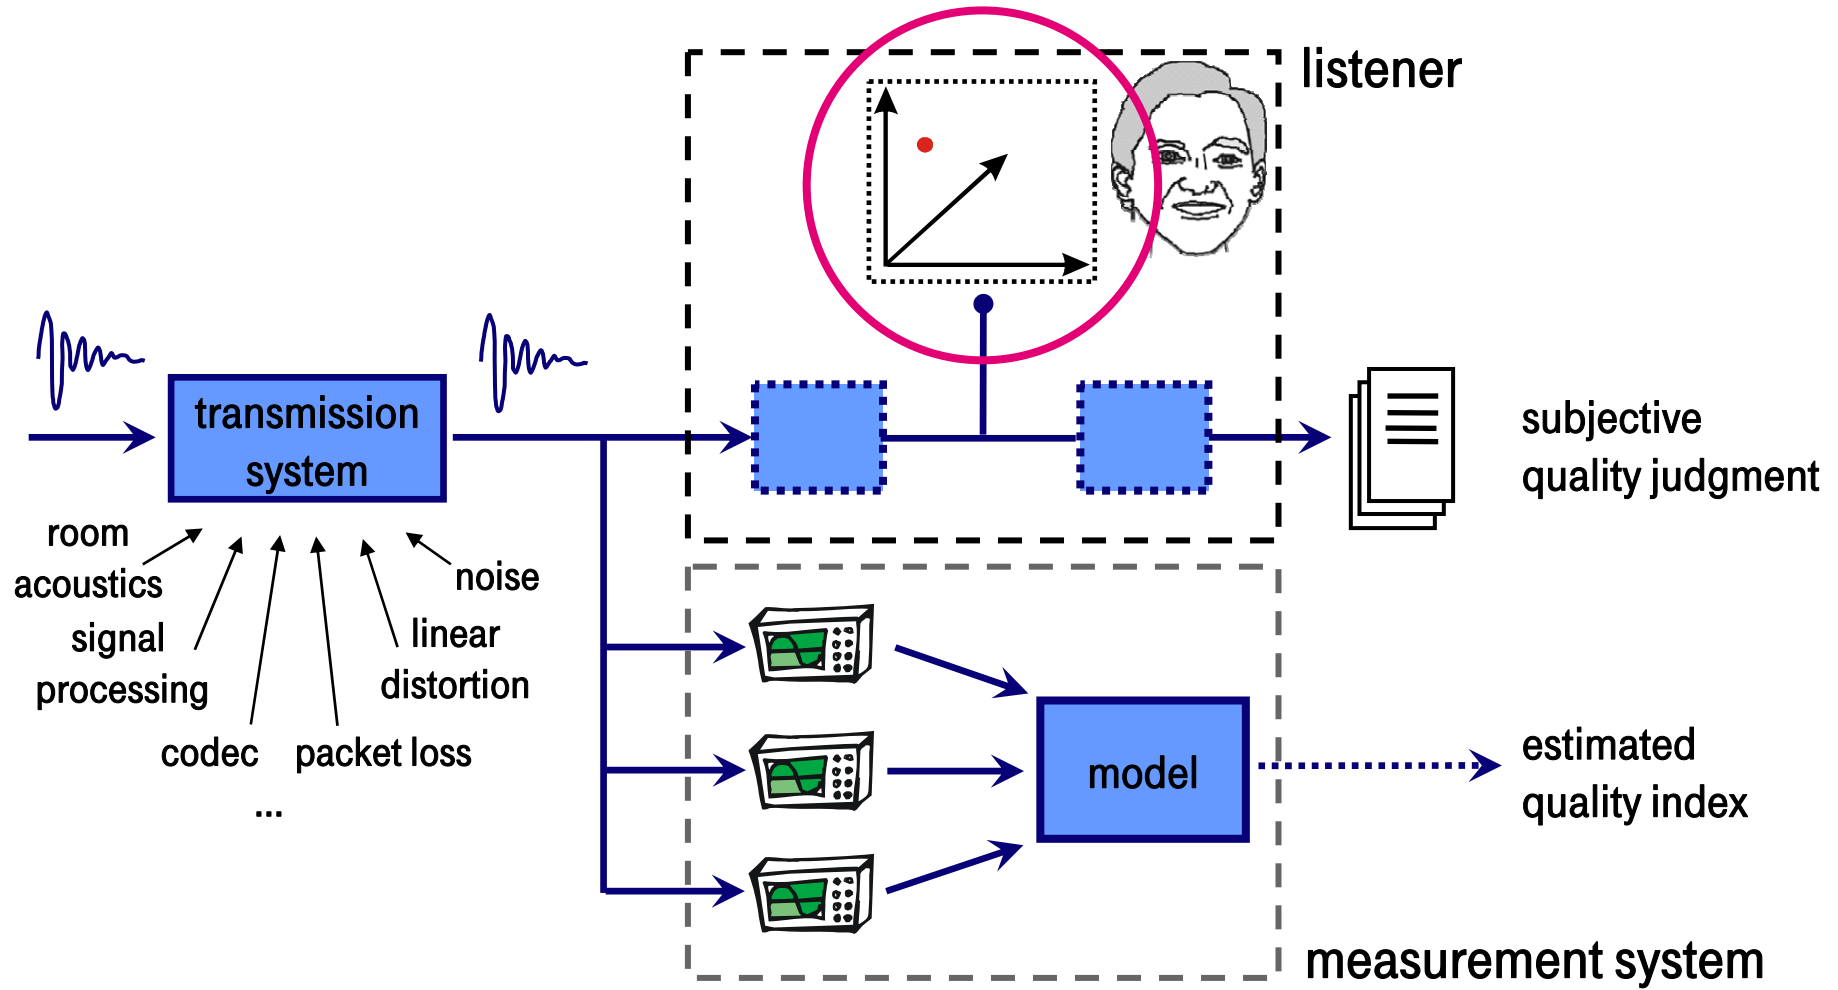 listener
transmission
system
subjective
quality judgment
room
acoustics
noise
signal
processing
linear
distortion
codec
packet loss
...
model
estimated
quality index
measurement system